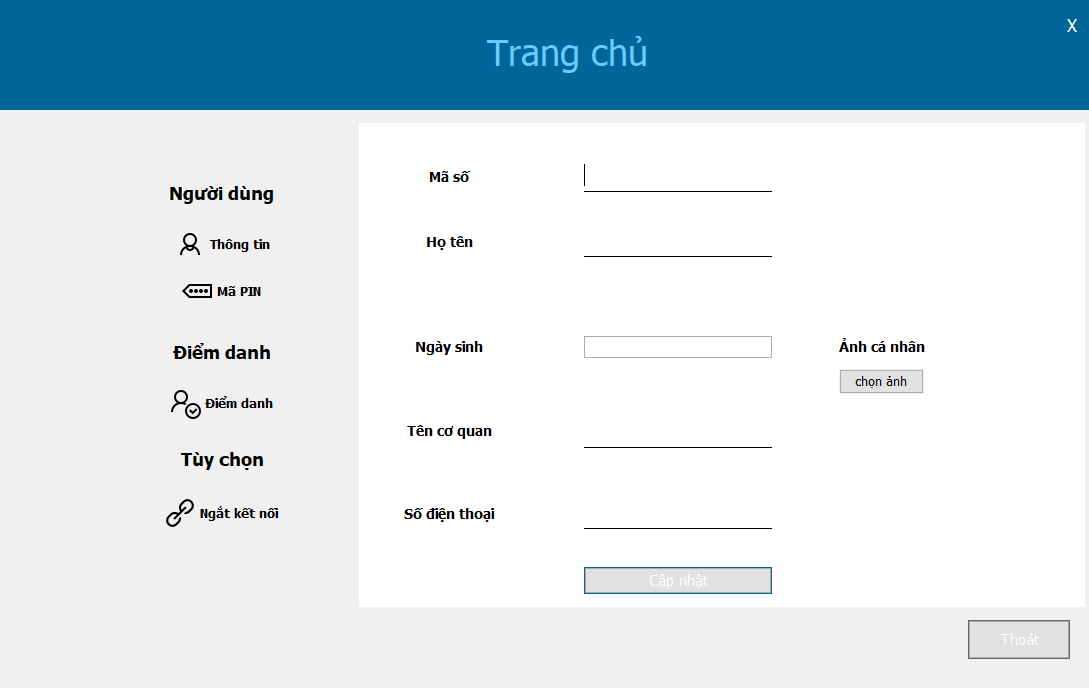 X
Trang chủ
Người dùng
Thông tin
Mã PIN
Điểm danh
Điểm danh
Tùy chọn
Ngắt kết nối
Mã số
Họ tên
Ngày sinh
Ảnh cá nhân
chọn ảnh
Tên cơ quan
Số điện thoại
Cập nhật
Thoát